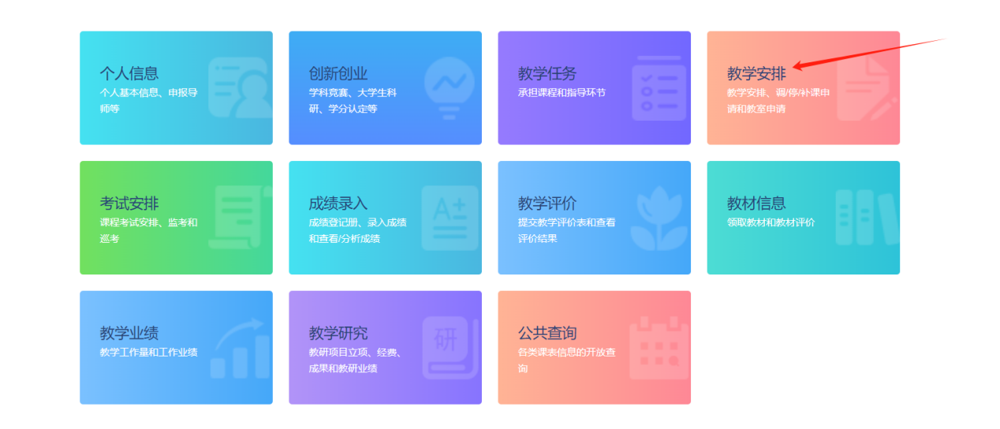 个人信息
个人基本信息、申报导
师等
创新创业
学科竞赛、大学生科
研、学分认定等
教学任务
承担课程和指导环节
教学安排
教学安排、调/停/补课申
请和教室申请
考试安排
课程考试安排、监考和
巡考
成绩录入
成绩登记册、录入成绩
和查看/分析成绩
A±
教学评价
提交教学评价表和查看
评价结果
教材信息
领取教材和教材评价
教学业绩
教学工作量和工作业绩
教学研究
教研项目立项、经费、
成果和教研业绩
研
公共查询
各类课表信息的开放查
询